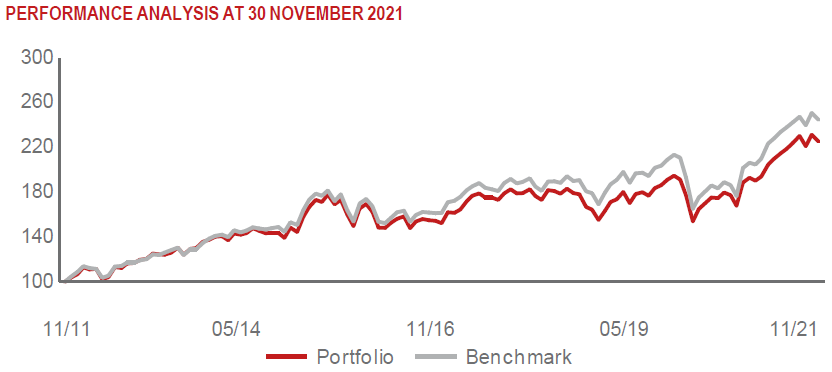 PERFORMANCE ANALYSIS AT 30 NOVEMBER 2021
300
260
220
180
140
100
11/11 05/14 11/16 05/19 11/21
Portfolio Benchmark